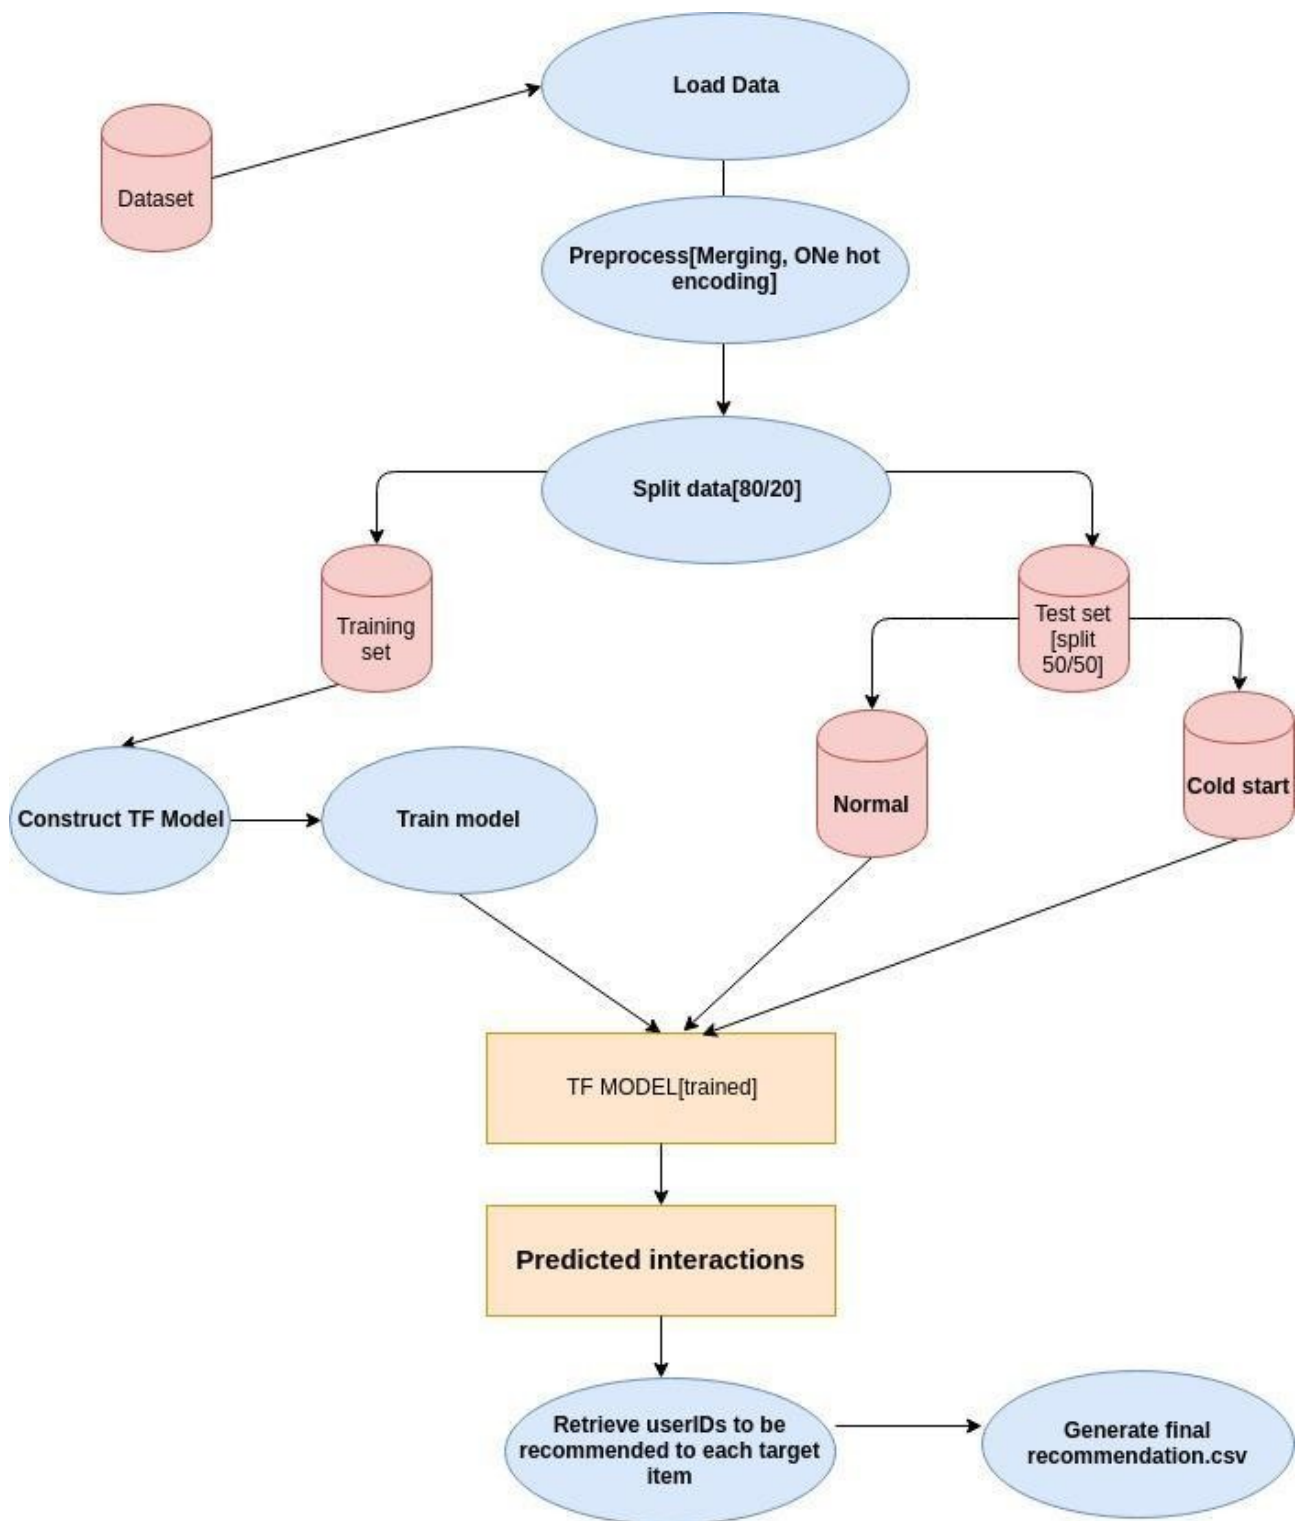 Load Data
Dataset
Preprocess[Merging, ONe hot
encoding]
Split data[80/20]
Training
set
Test set
[split
50/50]
Normal
Cold start
Construct TF Model
Train model
TF MODEL[trained]
Predicted interactions
Retrieve userIDs to be
recommended to each target
item
Generate final
recommendation.csv